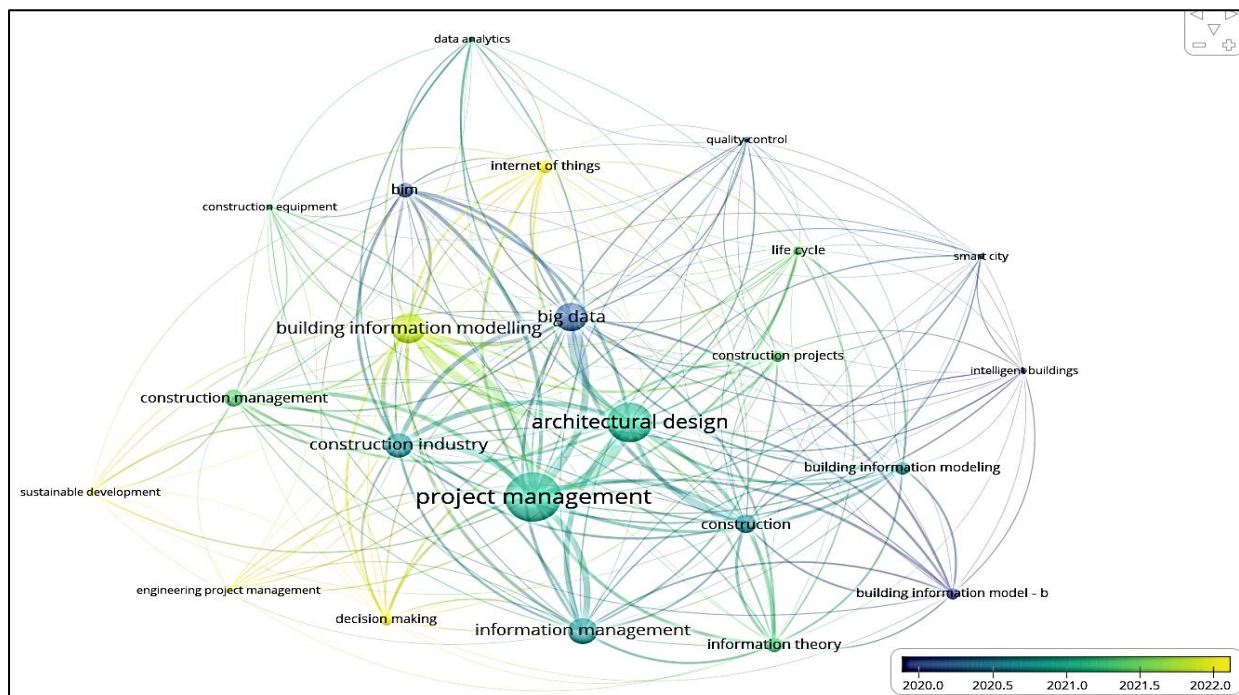 data analytics
quality control
internet of things
bim
construction equipment
life cycle
smart city
big data
building information modelling
construction projects
intelligent buildings
construction management
architectural design
construction industry
building information modeling
sustainable development
project management
construction
engineering project management
building information model - b
decision making
information management
information theory
2020.0 2020.5 2021.0 2021.5 2022.0